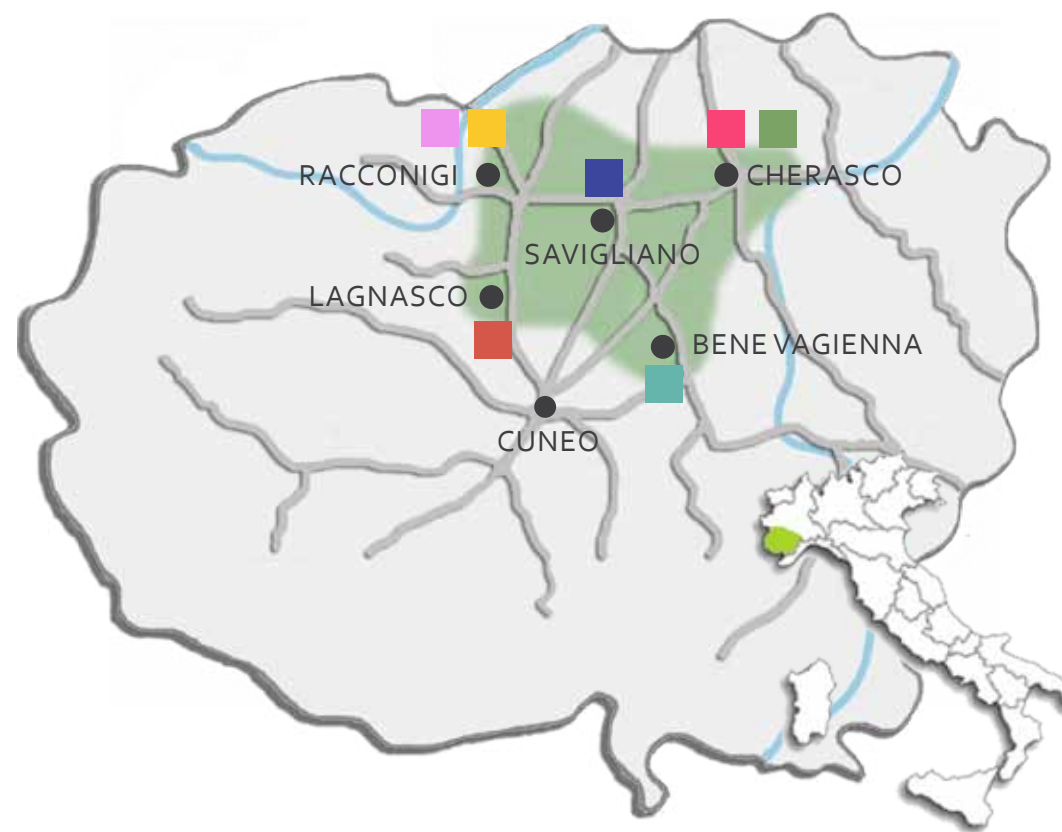 RACCONIGI
CHERASCO
SAVIGLIANO
LAGNASCO
BENE VAGIENNA
CUNEO